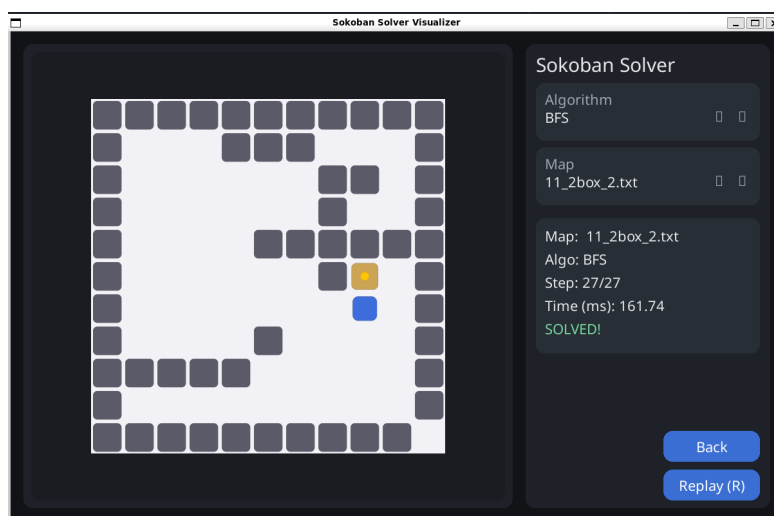 Sokoban Solver Visualizer
Sokoban Solver
Algorithm
BFS
Map
11_2box_2.txt
Map:  11_2box_2.txt
Algo: BFS
Step: 27/27
Time (ms): 161.74
SOLVED!
Back
Replay (R)